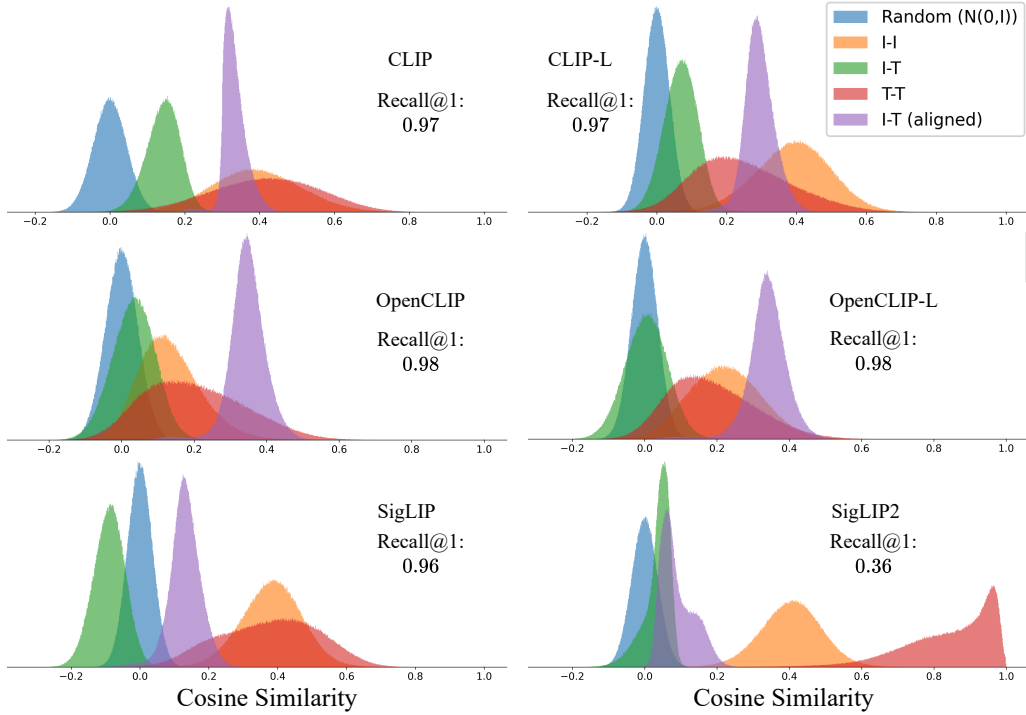 CLIP
Recall@1:
0.97
−0.2 0.0 0.2 0.4 0.6 0.8 1.0
CLIP-L
Recall@1:
0.97
−0.2 0.0 0.2 0.4 0.6 0.8 1.0
Random (N(0,I))
I-I
I-T
T-T
I-T (aligned)
OpenCLIP
Recall@1:
0.98
−0.2 0.0 0.2 0.4 0.6 0.8 1.0
OpenCLIP-L
Recall@1:
0.98
−0.2 0.0 0.2 0.4 0.6 0.8 1.0
SigLIP
Recall@1:
0.96
−0.2 0.0 0.2 0.4 0.6 0.8 1.0
Cosine Similarity
SigLIP2
Recall@1:
0.36
−0.2 0.0 0.2 0.4 0.6 0.8 1.0
Cosine Similarity